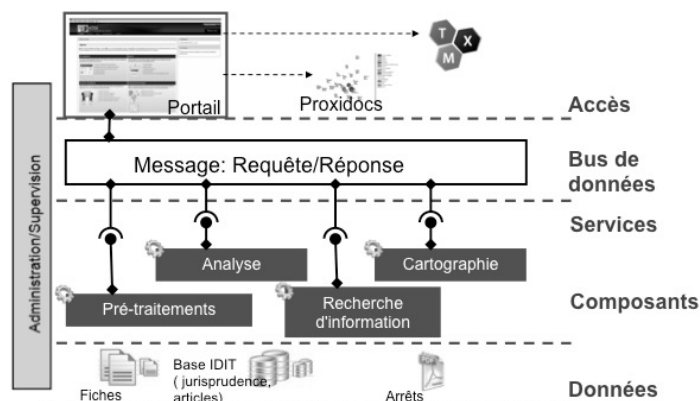 T
X
M
Portail
Proxidocs
Accès
Message: Requête/Réponse
Bus de
données
Administration/Supervision
Services
Analyse
Cartographie
Pré-traitements
Recherche
d'information
Composants
Fiches
Base IDIT
( jurisprudence,
articles)
Arrêts
Données